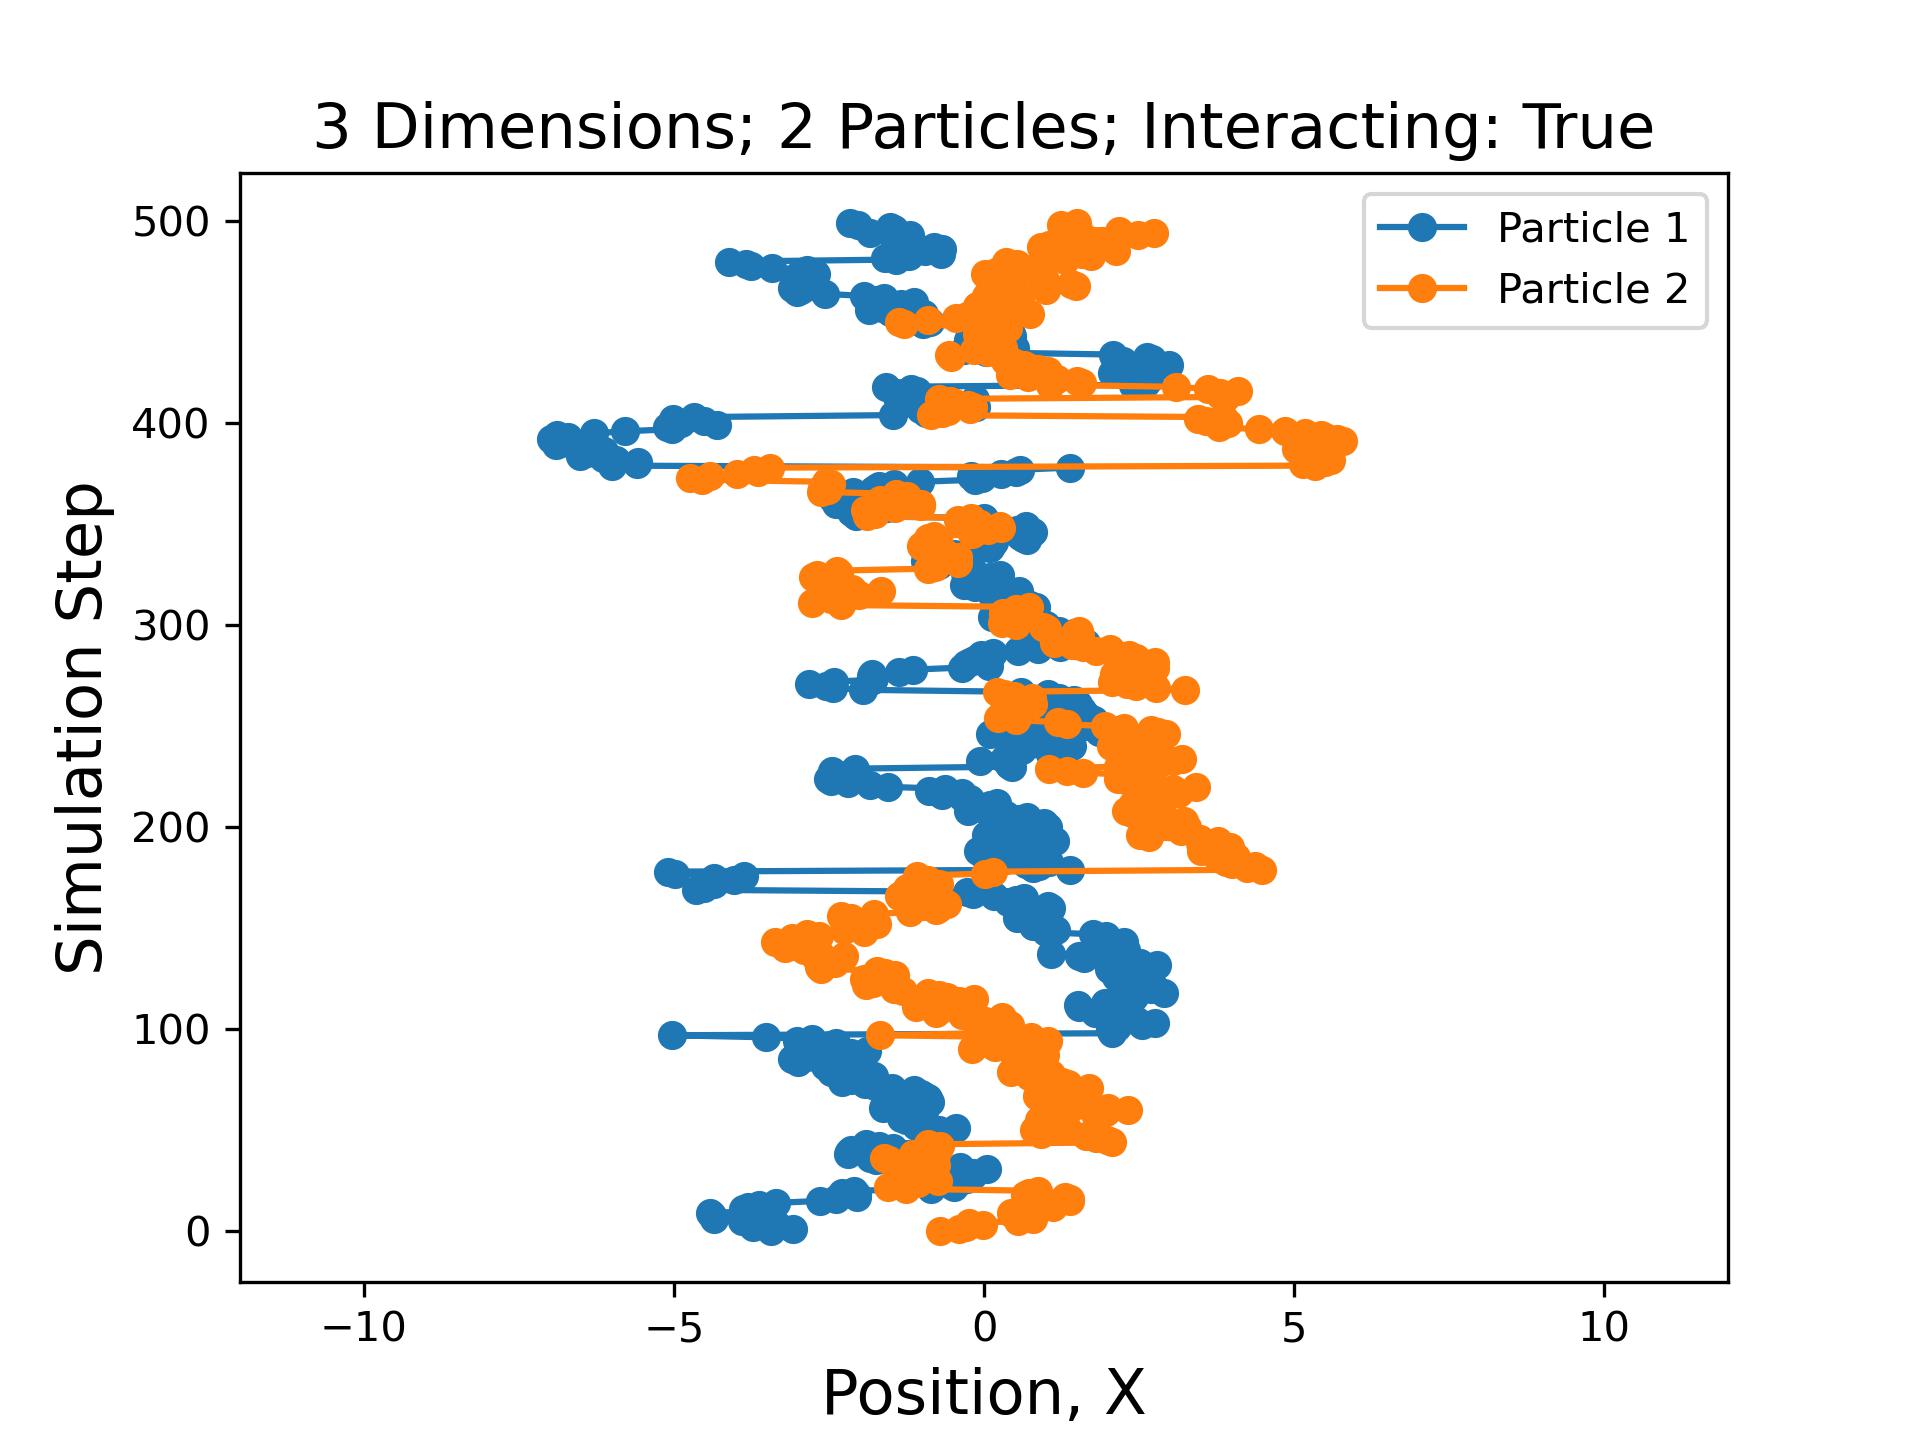 3 Dimensions; 2 Particles; Interacting: True
Particle 1
Particle 2
Simulation Step
500
400
300
200
100
0
−10 −5 0 5 10
Position, X